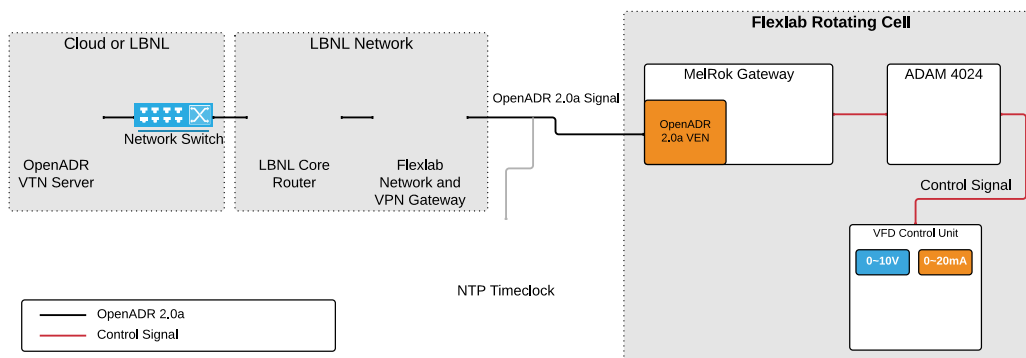 Cloud or LBNL
Network Switch
OpenADR
VTN Server
LBNL Network
LBNL Core
Router
Flexlab
Network and
VPN Gateway
OpenADR 2.0a Signal
NTP Timeclock
Flexlab Rotating Cell
MelRok Gateway
OpenADR
2.0a VEN
ADAM 4024
Control Signal
VFD Control Unit
0~10V
0~20mA
OpenADR 2.0a
Control Signal